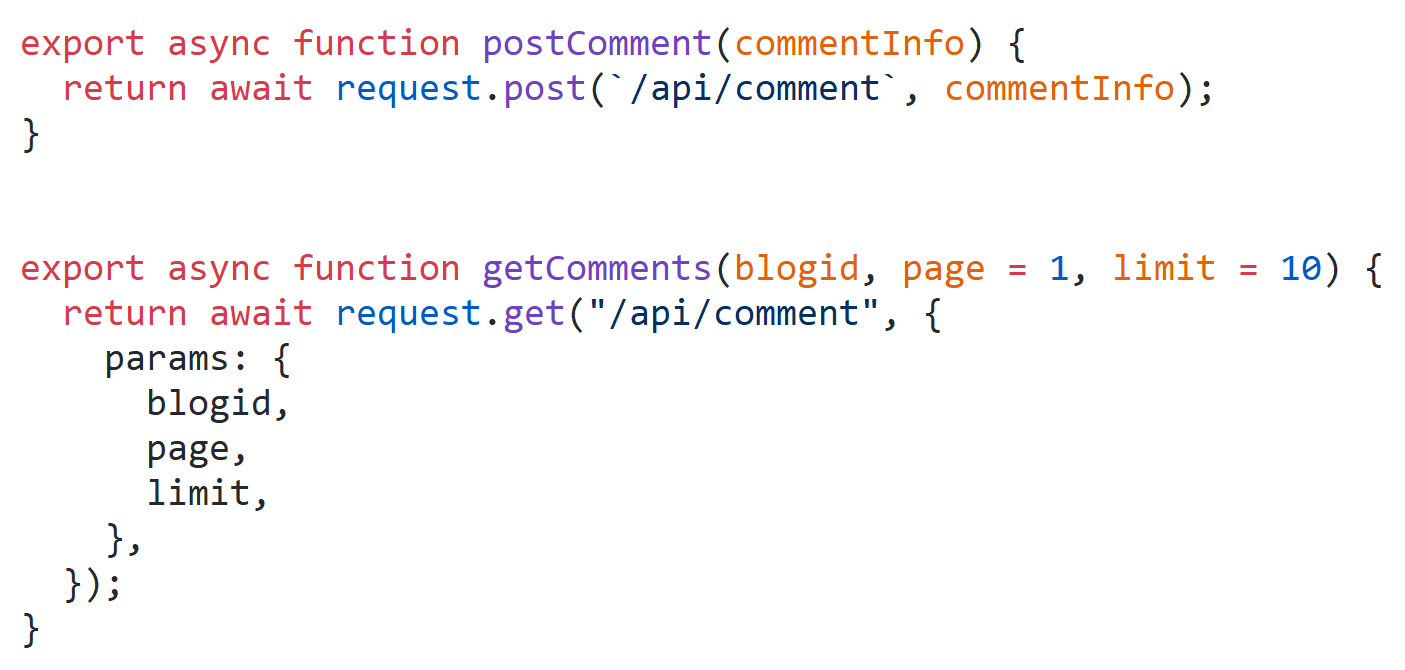 export async function postComment(commentInfo) {
  return await request.post(`/api/comment`, commentInfo);
}
export async function getComments(blogid, page = 1, limit = 10) {
  return await request.get("/api/comment", {
    params: {
      blogid,
      page,
      limit,
    },
  });
}